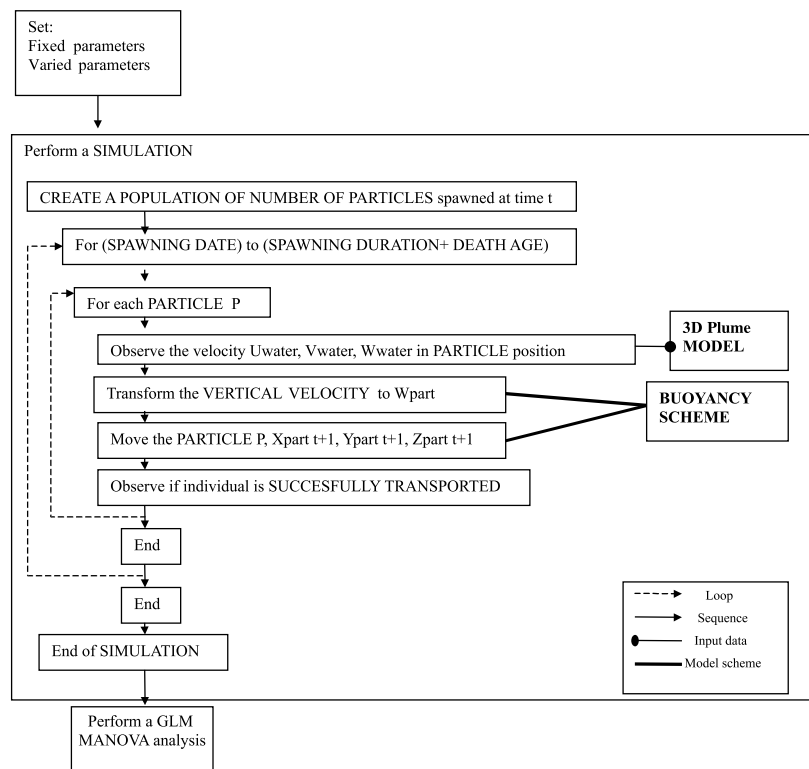 Set:
Fixed parameters
Varied parameters
Perform a SIMULATION
CREATE A POPULATION OF NUMBER OF PARTICLES spawned at time t
For (SPAWNING DATE) to (SPAWNING DURATION+ DEATH AGE)
For each PARTICLE P
Observe the velocity Uwater, Vwater, Wwater in PARTICLE position
3D Plume
MODEL
Transform the VERTICAL VELOCITY to Wpart
BUOYANCY
SCHEME
Move the PARTICLE P, Xpart t+1, Ypart t+1, Zpart t+1
Observe if individual is SUCCESFULLY TRANSPORTED
End
End
End of SIMULATION
Loop
Sequence
Input data
Model scheme
Perform a GLM
MANOVA analysis